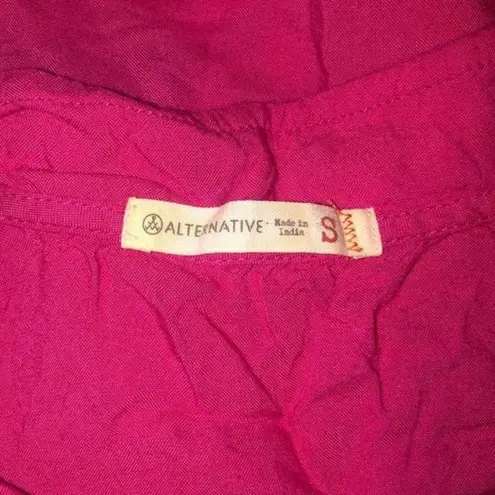 ALTERNATIVE
Made in
India
S